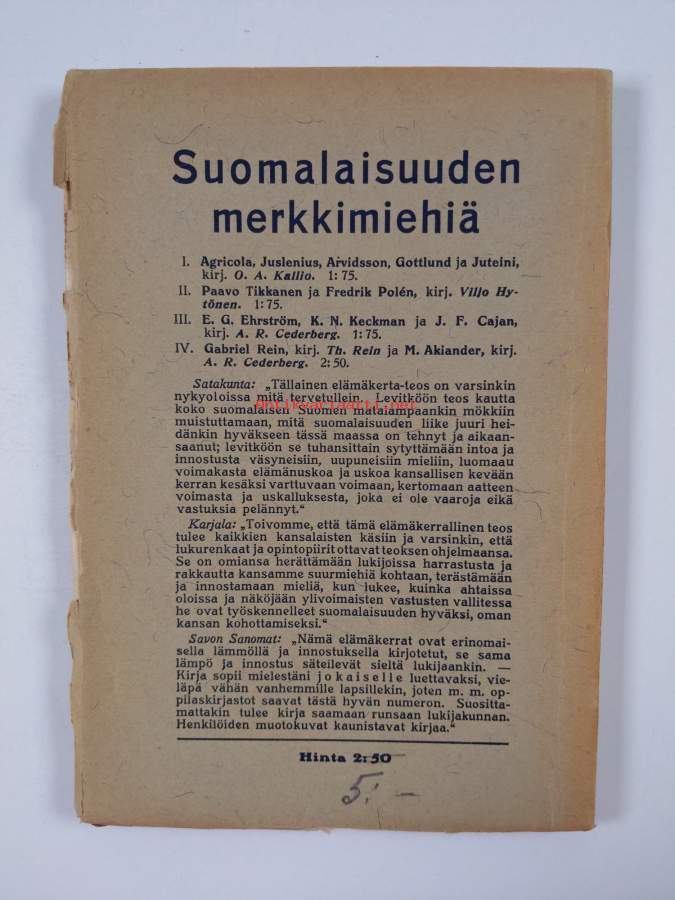 Suomalaisuuden
merkkimiehiä
I. Agricola, Juslenius, Arvidsson, Gottlund ja Juteini,
kirj. O. A. Kallio. 1:75.
II. Paavo Tikkanen ja Fredrik Polén, kirj. Viljo Hy-
tönen. 1:75.
III. E. G. Ehrström, K. N. Keckman ja J. F. Cajan,
kirj. A. R. Cederberg. 1:75.
IV. Gabriel Rein, kirj. Th. Rein ja M. Akiander, kirj.
A. R. Cederberg. 2:50.
Satakunta: „Tällainen elämäkerta-teos on varsinkin
nykyoloissa mitä tervetullein. Levitköön teos kautta
koko suomalaisen Suomen matalampaankin mökkiin
muistuttamaan, mitä suomalaisuuden liike juuri hei-
dänkin hyväkseen tässä maassa on tehnyt ja aikaan-
saanut; levitköön se tuhansittain sytyttämään intoa ja
innostusta väsyneisiin, uupuneisiin mieliin, luomaau
voimakasta elämänuskoa ja uskoa kansallisen kevään
kerran kesäksi varttuvaan voimaan, kertomaan aatteen
voimasta ja uskalluksesta, joka ei ole vaaroja eikä
vastuksia pelännyt.“
Karjala: „Toivomme, että tämä elämäkerrallinen teos
tulee kaikkien kansalaisten käsiin ja varsinkin, että
lukurenkaat ja opintopiirit ottavat teoksen ohjelmaansa.
Se on omiansa herättämään lukijoissa harrastusta ja
rakkautta kansamme suurmiehiä kohtaan, terästämään
ja innostamaan mieliä, kun lukee, kuinka ahtaissa
oloissa ja näköjään ylivoimaisten vastusten vallitessa
he ovat työskennelleet suomalaisuuden hyväksi, oman
kansan kohottamiseksi.“
Savon Sanomat: „Nämä elämäkerrat ovat erinomai-
sella lämmöllä ja innostuksella kirjotetut, se sama
lämpö ja innostus säteilevät sieltä lukijaankin. —
Kirja sopii mielestäni jokaiselle luettavaksi, vie-
läpä vähän vanhemmille lapsillekin, joten m. m. op-
pilaskirjastot saavat tästä hyvän numeron. Suositta-
mattakin tulee kirja saamaan runsaan lukijakunnan.
Henkilöiden muotokuvat kaunistavat kirjaa.“
Hinta 2:50
5: —
antikvariaatti.net